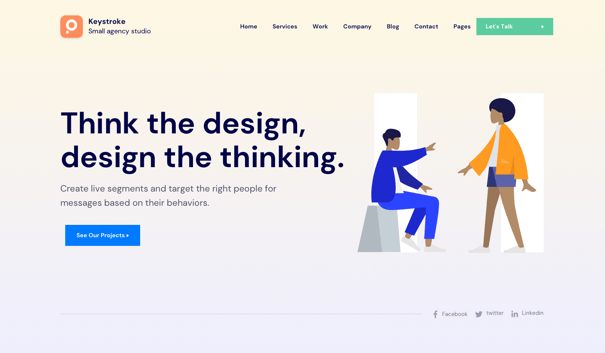 Keystroke
Small agency studio
Home Services Work Company Blog Contact Pages Let's Talk
Think the design,
design the thinking.
Create live segments and target the right people for
messages based on their behaviors.
See Our Projects
Facebook twitter Linkedin